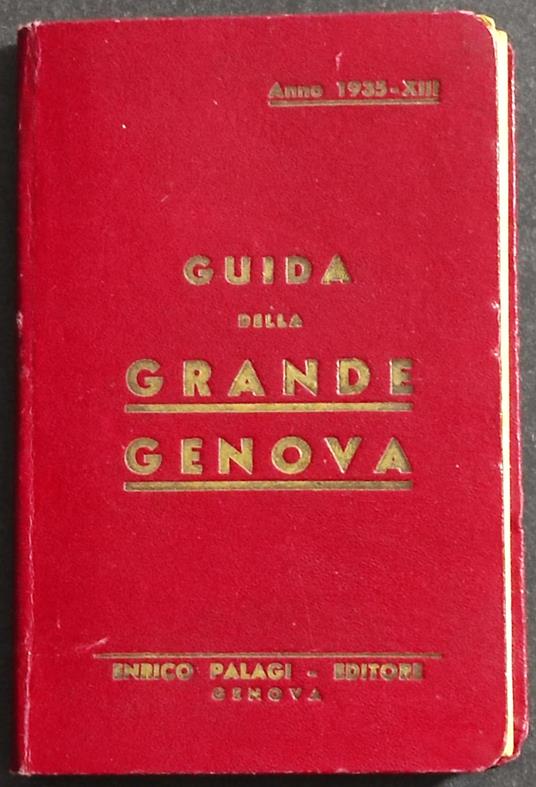 Anno 1935-XIII
GUIDA
DELLA
GRANDE
GENOVA
ENRICO PALAGI - EDITORE
GENOVA